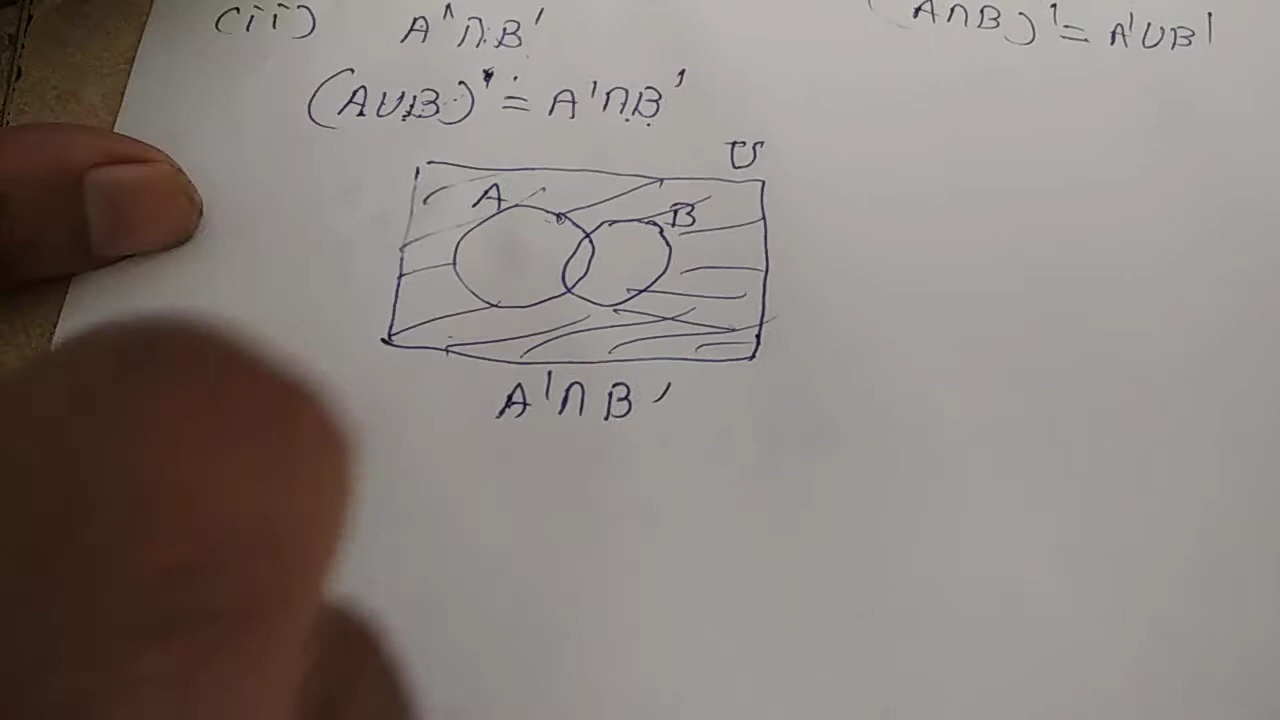 (ii) A'∩B'
(A∩B)' = A'∪B'
(A∪B)' = A'∩B'
U
A
B
A'∩B'